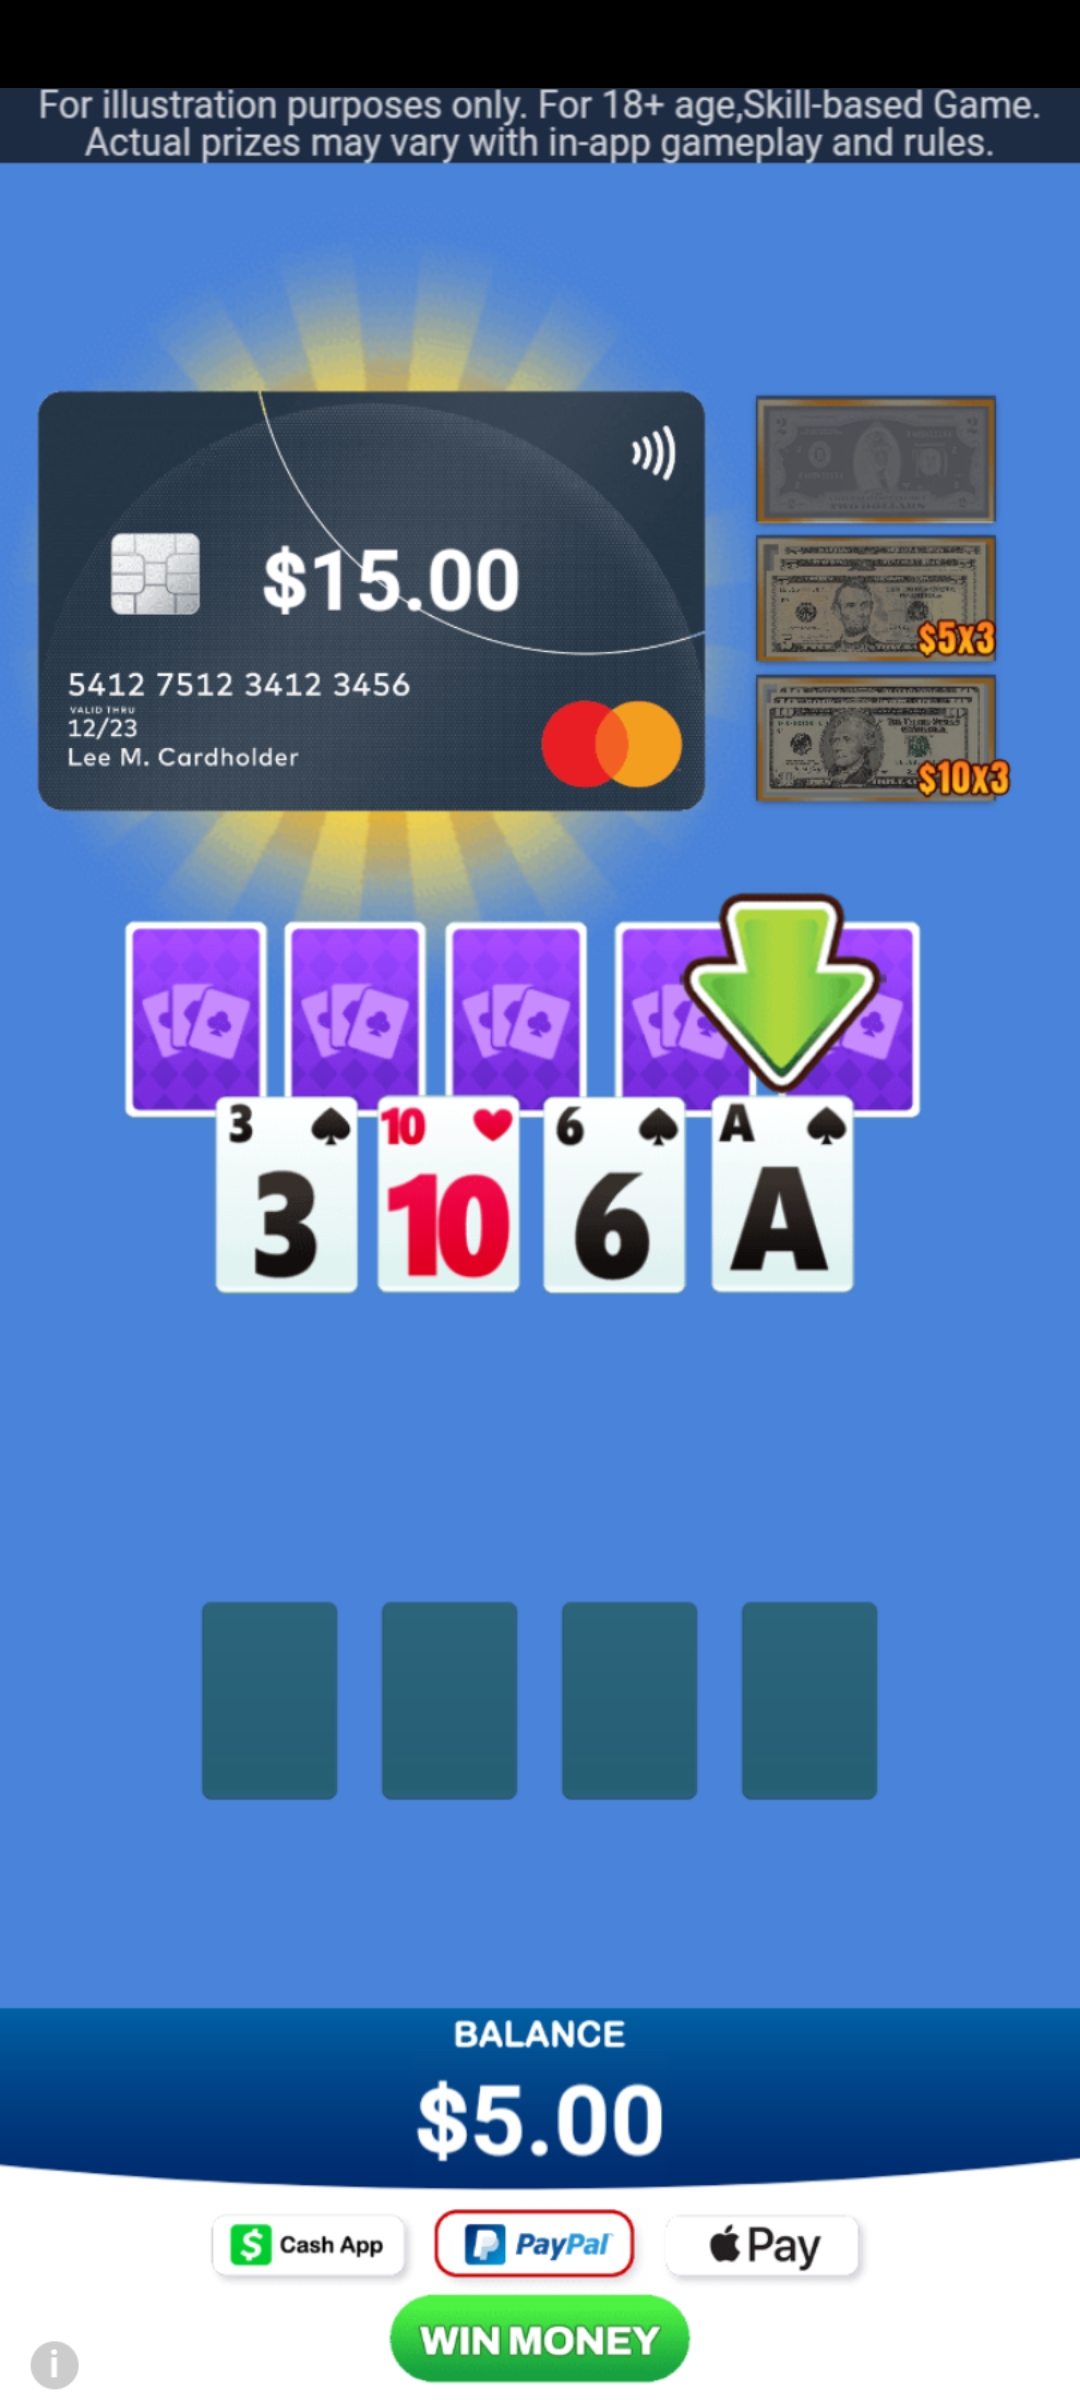 For illustration purposes only. For 18+ age,Skill-based Game.
Actual prizes may vary with in-app gameplay and rules.
$15.00
5412 7512 3412 3456
VALID THRU
12/23
Lee M. Cardholder
$5x3
$10x3
3
10
6
A
3
10
6
A
BALANCE
$5.00
Cash App
PayPal
Pay
WIN MONEY
i